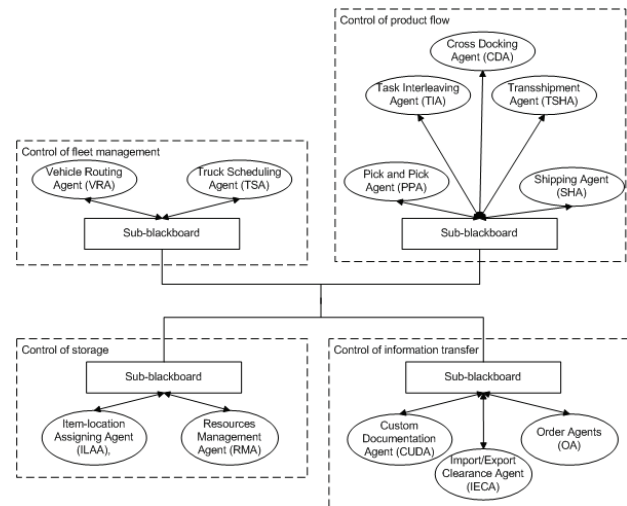 Control of product flow
Cross Docking
Agent (CDA)
Task Interleaving
Agent (TIA)
Transshipment
Agent (TSHA)
Pick and Pick
Agent (PPA)
Shipping Agent
(SHA)
Sub-blackboard
Control of fleet management
Vehicle Routing
Agent (VRA)
Truck Scheduling
Agent (TSA)
Sub-blackboard
Control of storage
Sub-blackboard
Item-location
Assigning Agent
(ILAA),
Resources
Management
Agent (RMA)
Control of information transfer
Sub-blackboard
Custom
Documentation
Agent (CUDA)
Import/Export
Clearance Agent
(IECA)
Order Agents
(OA)